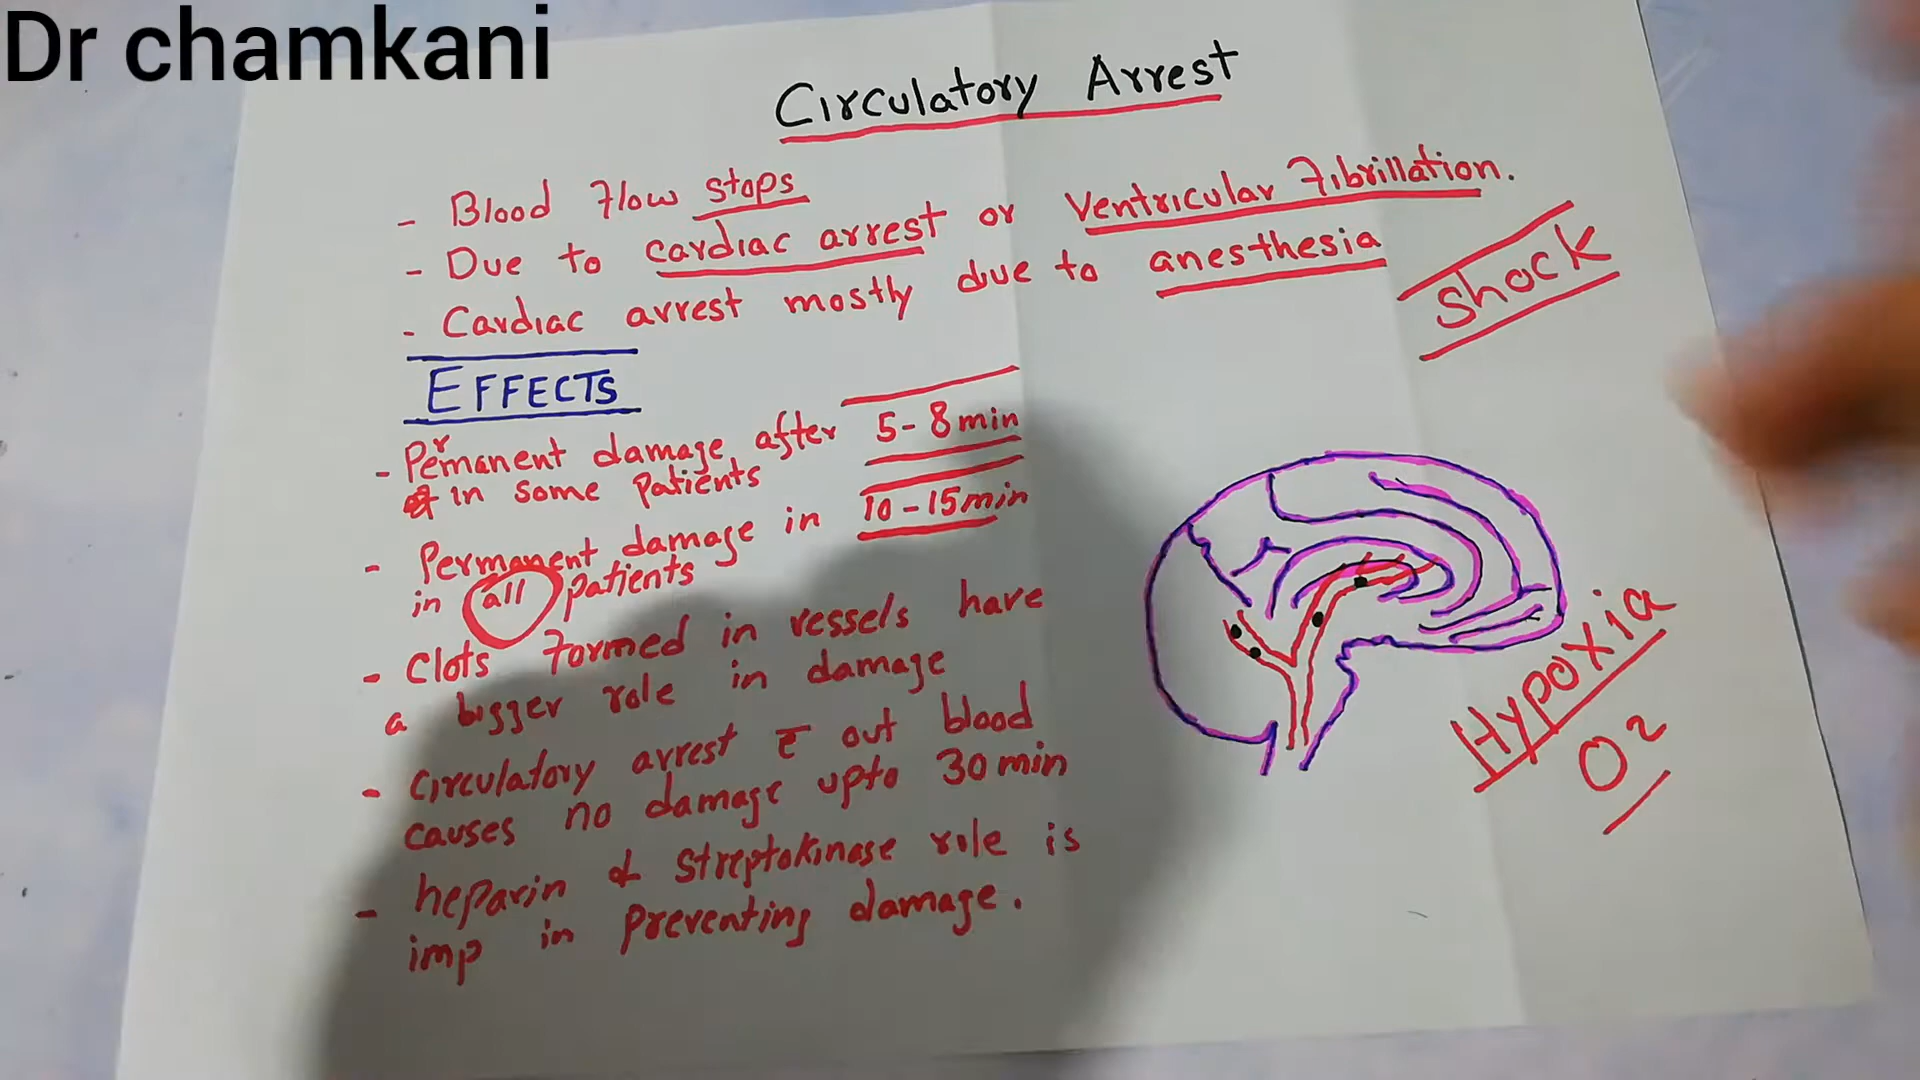 Dr chamkani
Circulatory Arrest
- Blood flow stops
- Due to cardiac arrest or Ventricular Fibrillation.
- Cardiac arrest mostly due to anesthesia
Shock
EFFECTS
- Permanent damage after 5-8 min
in some patients
- Permanent damage in 10-15 min
in all patients
- Clots formed in vessels have
a bigger role in damage
- Circulatory arrest c̄ out blood
causes no damage upto 30 min
- heparin & streptokinase role is
imp in preventing damage.
Hypoxia
O2